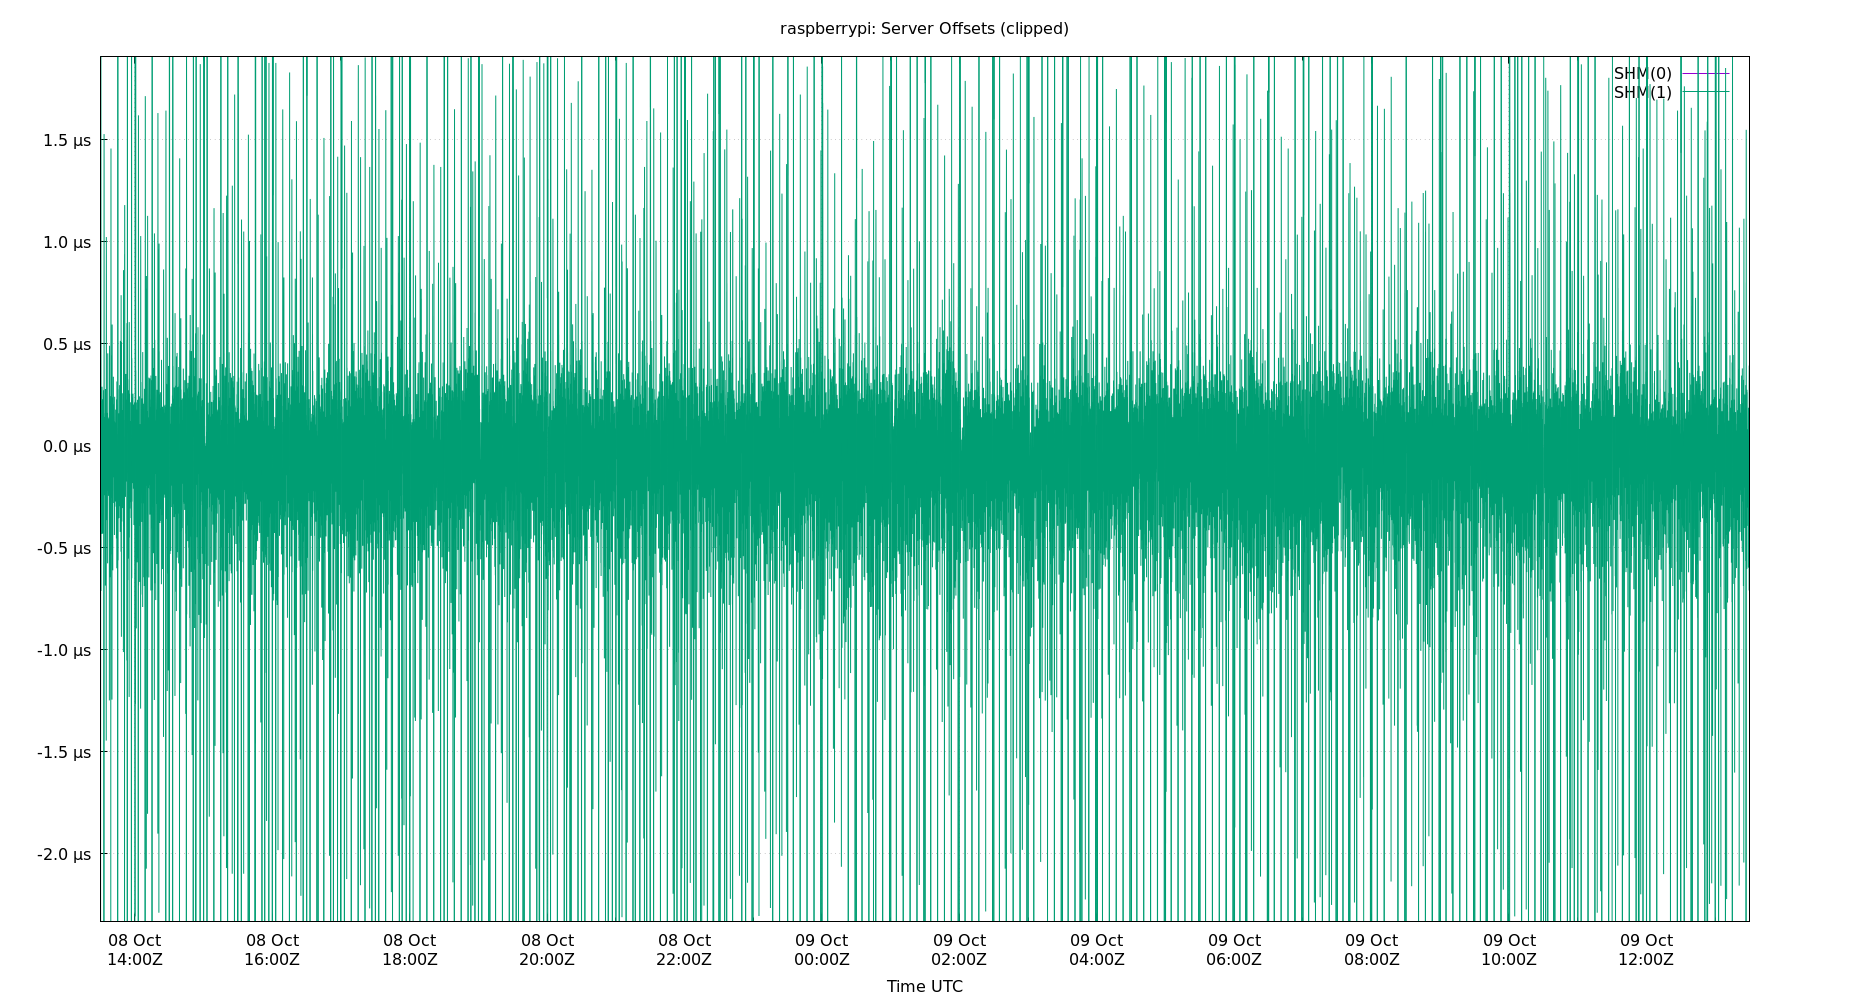 raspberrypi: Server Offsets (clipped)
SHM(0)
SHM(1)
1.5 µs
1.0 µs
0.5 µs
0.0 µs
-0.5 µs
-1.0 µs
-1.5 µs
-2.0 µs
08 Oct 08 Oct 08 Oct 08 Oct 08 Oct 09 Oct 09 Oct 09 Oct 09 Oct 09 Oct 09 Oct 09 Oct
14:00Z 16:00Z 18:00Z 20:00Z 22:00Z 00:00Z 02:00Z 04:00Z 06:00Z 08:00Z 10:00Z 12:00Z
Time UTC